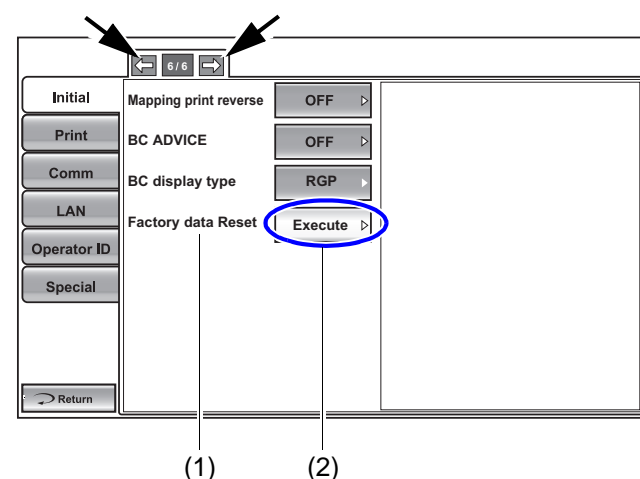 6/6
Initial
Print
Comm
LAN
Operator ID
Special
Return
Mapping print reverse OFF
BC ADVICE OFF
BC display type RGP
Factory data Reset Execute
(1) (2)